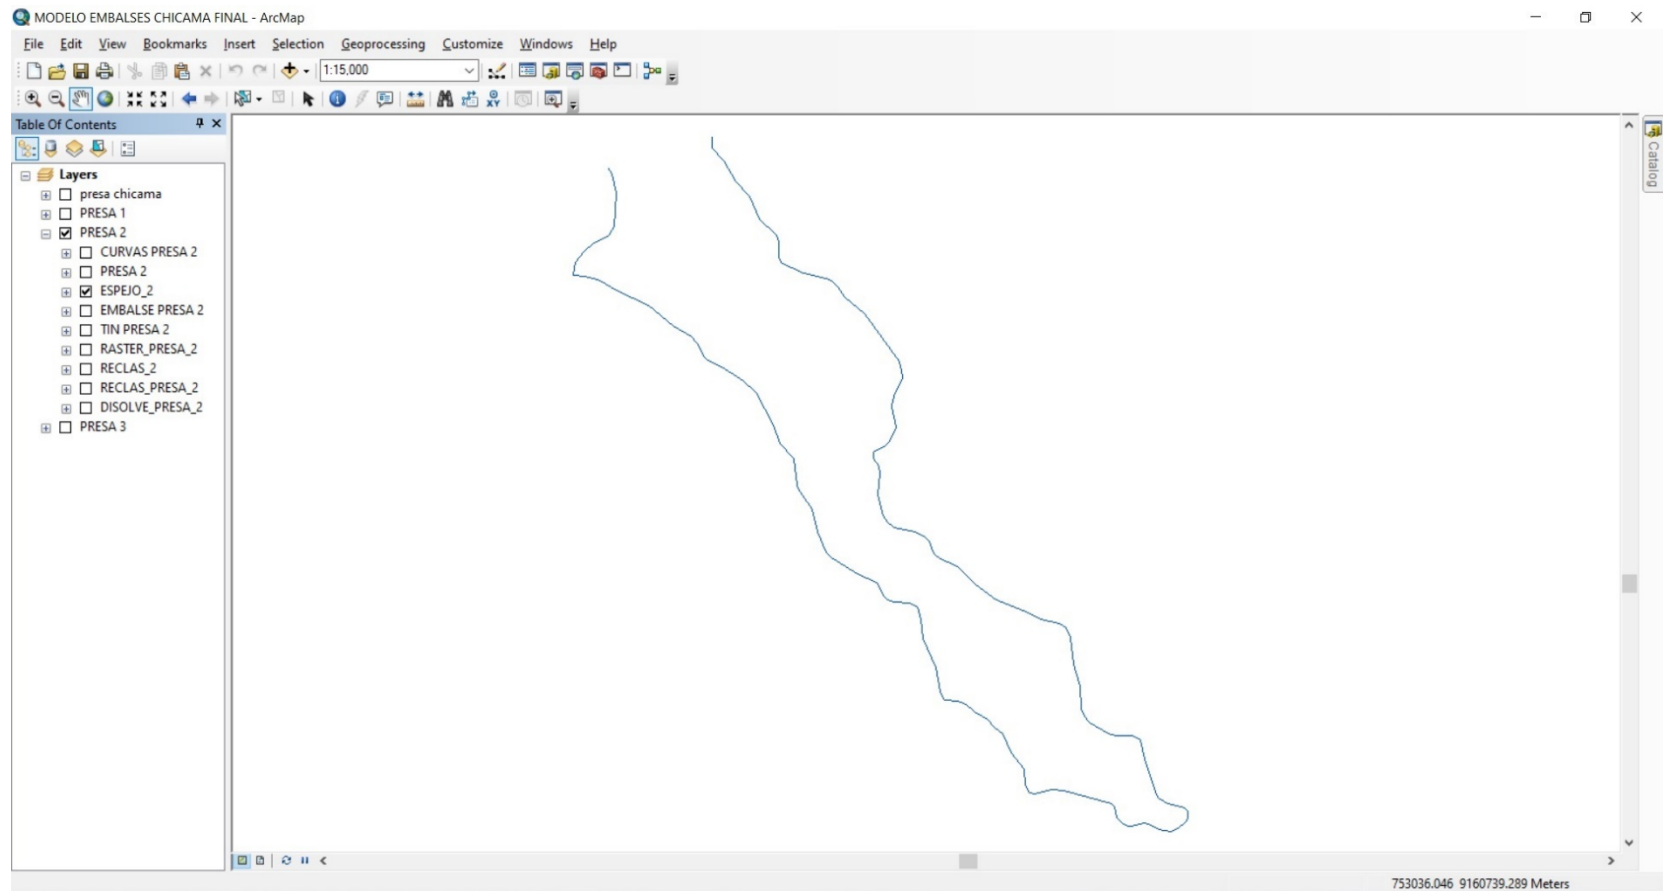 MODELO EMBALSES CHICAMA FINAL - ArcMap
File Edit View Bookmarks Insert Selection Geoprocessing Customize Windows Help
1:15,000
XY
Table Of Contents
Layers
presa chicama
PRESA 1
PRESA 2
CURVAS PRESA 2
PRESA 2
ESPEJO_2
EMBALSE PRESA 2
TIN PRESA 2
RASTER_PRESA_2
RECLAS_2
RECLAS_PRESA_2
DISOLVE_PRESA_2
PRESA 3
Catalog
753036.046 9160739.289 Meters